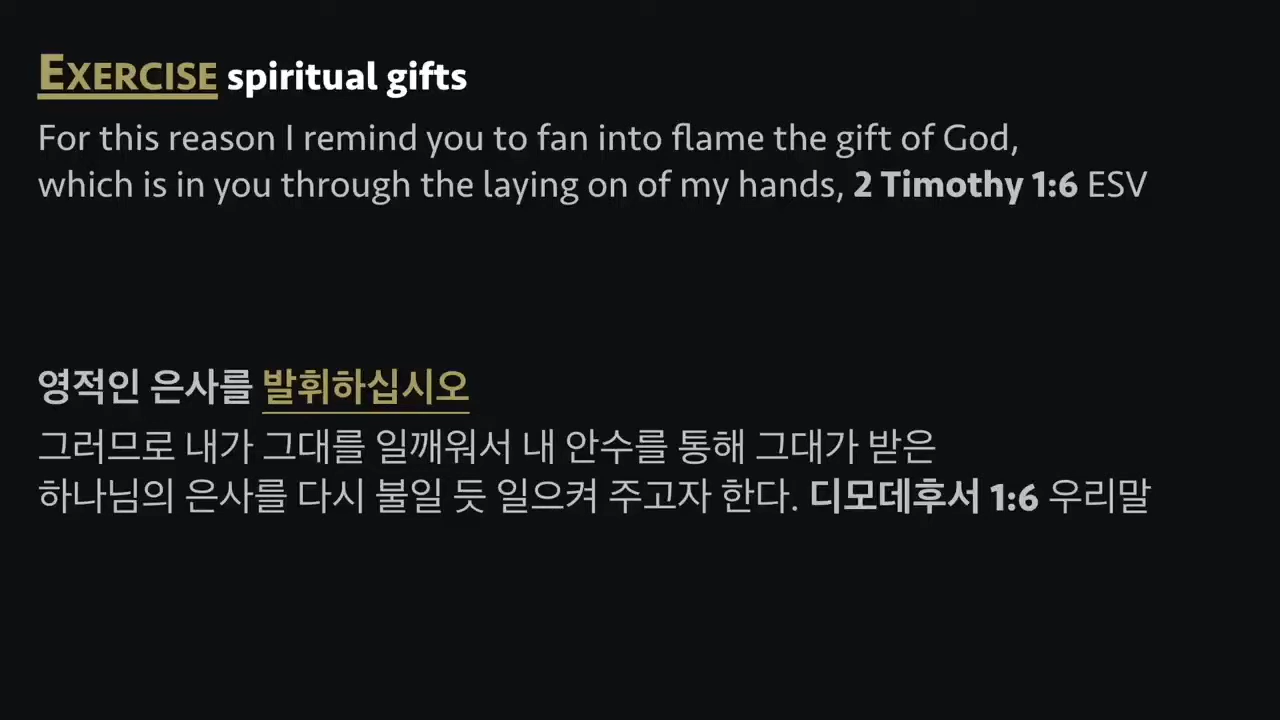 EXERCISE spiritual gifts
For this reason I remind you to fan into flame the gift of God,
which is in you through the laying on of my hands, 2 Timothy 1:6 ESV
영적인 은사를 발휘하십시오
그러므로 내가 그대를 일깨워서 내 안수를 통해 그대가 받은
하나님의 은사를 다시 불일 듯 일으켜 주고자 한다. 디모데후서 1:6 우리말